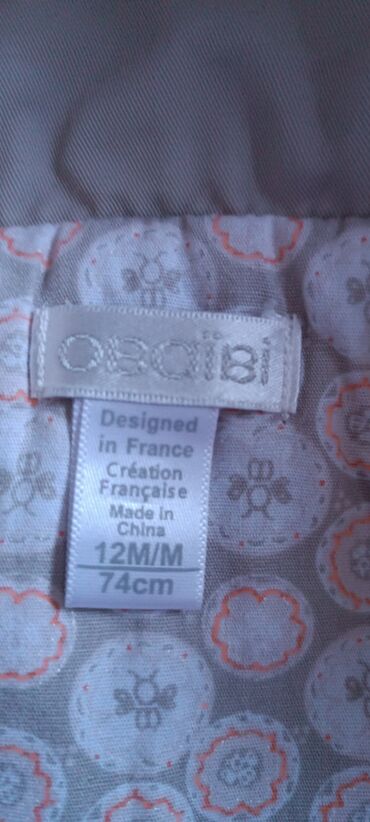 obaïbi
Designed
in France
Création
Française
Made in
China
12M/M
74cm